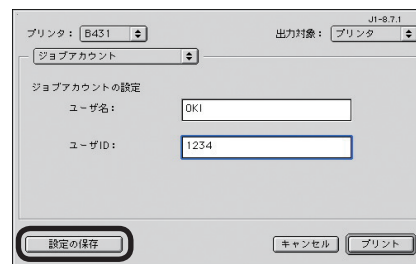 J1-8.7.1
プリンタ： B431 出力対象： プリンタ
ジョブアカウント
ジョブアカウントの設定
ユーザ名： OKI
ユーザID： 1234
設定の保存 キャンセル プリント